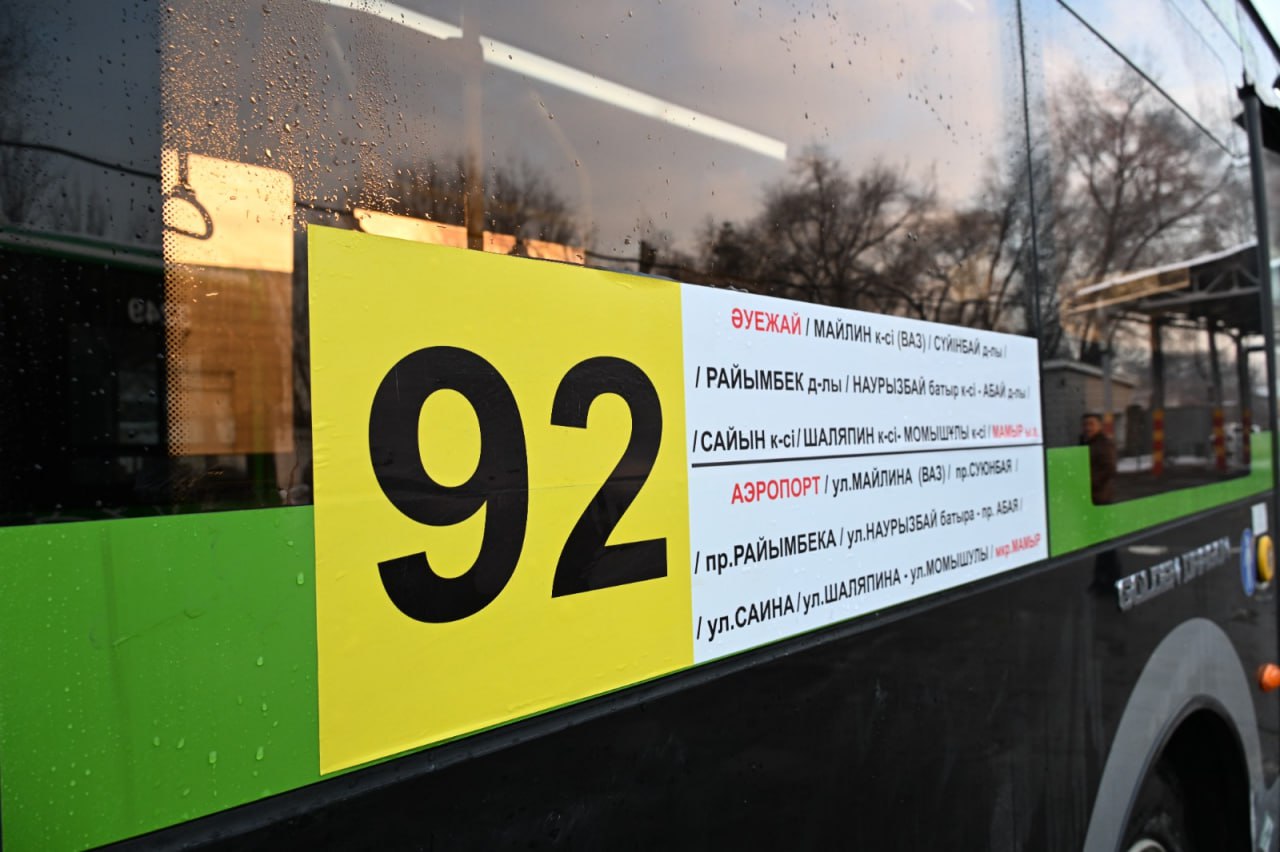 92
ӘУЕЖАЙ / МАЙЛИН к-сі (ВАЗ) / СҮЙІНБАЙ д-лы /
/ РАЙЫМБЕК д-лы / НАУРЫЗБАЙ батыр к-сі - АБАЙ д-лы /
/ САЙЫН к-сі / ШАЛЯПИН к-сі- МОМЫШҰЛЫ к-сі / МАМЫР
АЭРОПОРТ / ул.МАЙЛИНА (ВАЗ) / пр.СУЮНБАЯ /
/ пр.РАЙЫМБЕКА / ул.НАУРЫЗБАЙ батыра - пр. АБАЯ /
/ ул.САИНА / ул.ШАЛЯПИНА - ул.МОМЫШУЛЫ / мкр.МАМЫР
GOLDEN DRAGON